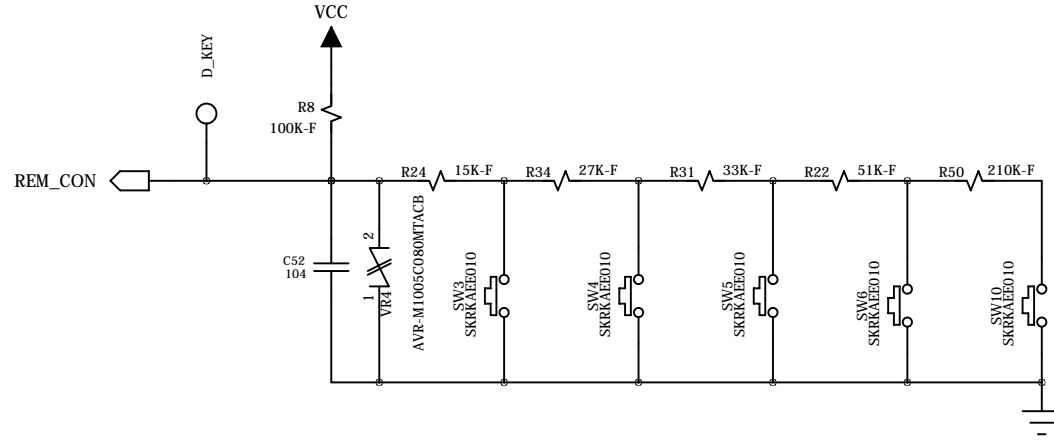 VCC
D_KEY
R8
100K-F
REM_CON
R24
15K-F
R34
27K-F
R31
33K-F
R22
51K-F
R50
210K-F
C52
104
2
1
VR4
AVR-M1005C080MTACB
SW3
SKRKAEE010
SW4
SKRKAEE010
SW5
SKRKAEE010
SW6
SKRKAEE010
SW10
SKRKAEE010